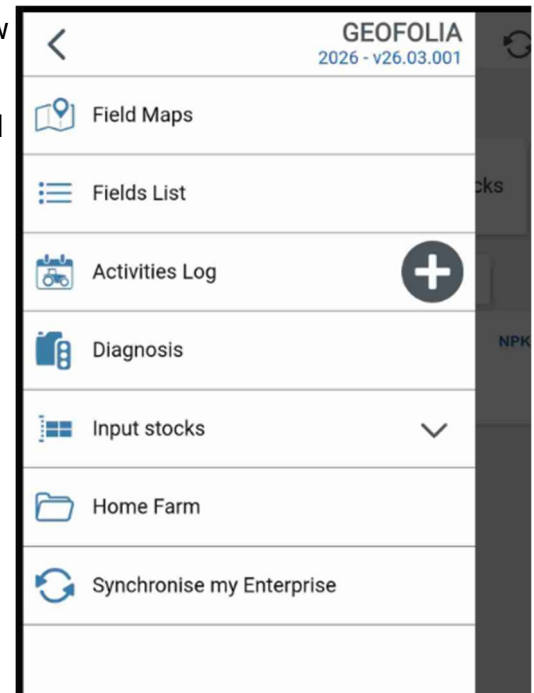 GEOFOLIA
2026 - v26.03.001
Field Maps
Fields List
cks
Activities Log
Diagnosis
NPK
Input stocks
Home Farm
Synchronise my Enterprise